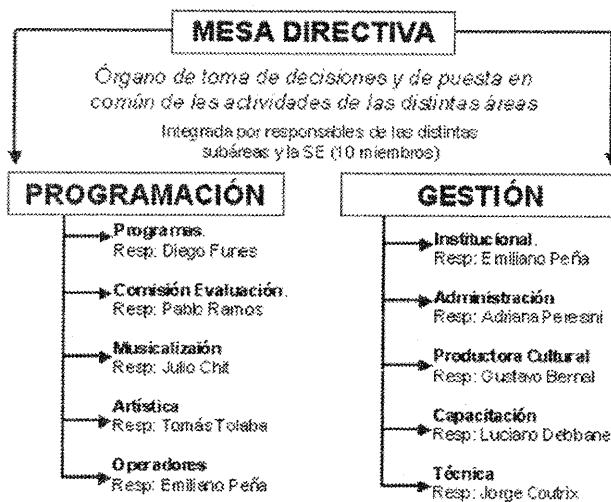 MESA DIRECTIVA
Órgano de toma de decisiones y de puesta en
común de las actividades de las distintas áreas
Integrada por responsables de las distintas
subáreas y la SE (10 miembros)
PROGRAMACIÓN
Programas.
Resp: Diego Funes
Comisión Evaluación.
Resp: Pablo Ramos
Musicalizaión
Resp: Julio Chit
Artística
Resp: Tomás Tolaba
Operadores
Resp: Emiliano Peña
GESTIÓN
Institucional.
Resp: Emiliano Peña
Administración
Resp: Adriana Peresini
Productora Cultural
Resp: Gustavo Bernal
Capacitación
Resp: Luciano Debbane
Técnica
Resp: Jorge Coutrix